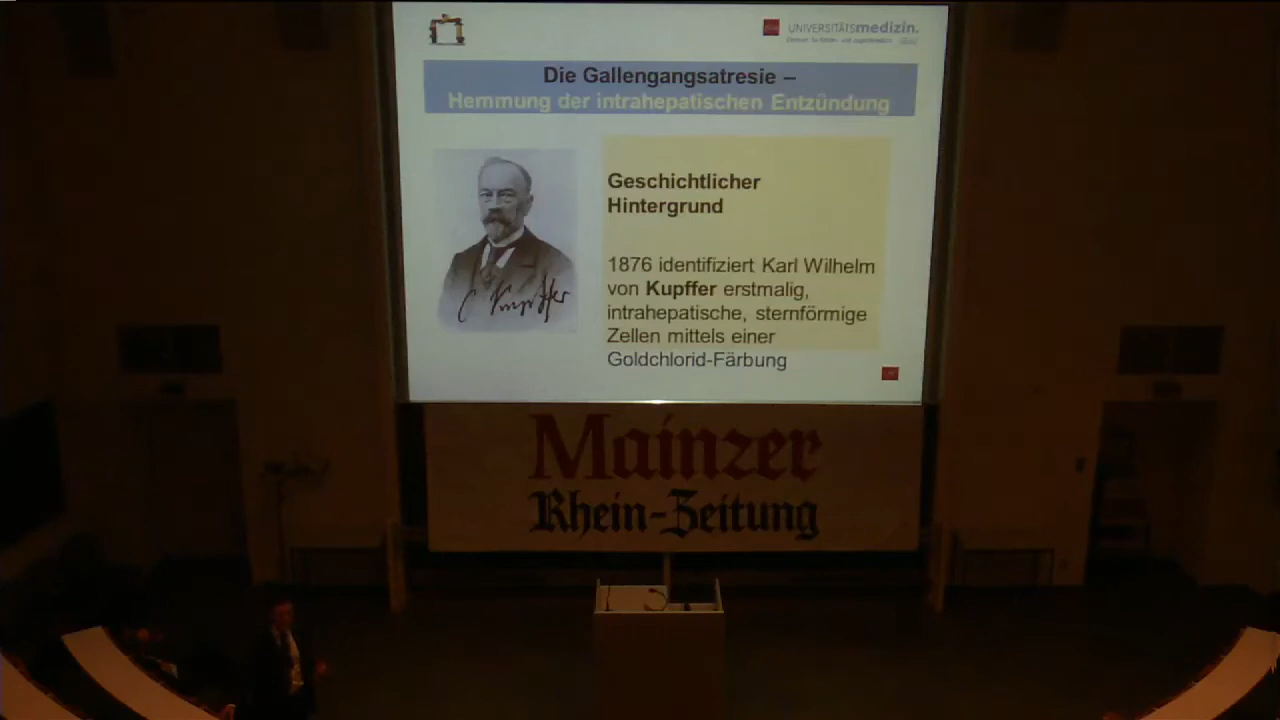 UNIVERSITÄTSmedizin.
Die Gallengangsatresie –
Hemmung der intrahepatischen Entzündung
Geschichtlicher
Hintergrund
1876 identifiziert Karl Wilhelm
von Kupffer erstmalig,
intrahepatische, sternförmige
Zellen mittels einer
Goldchlorid-Färbung
C Kupffer
Mainzer
Rhein-Zeitung